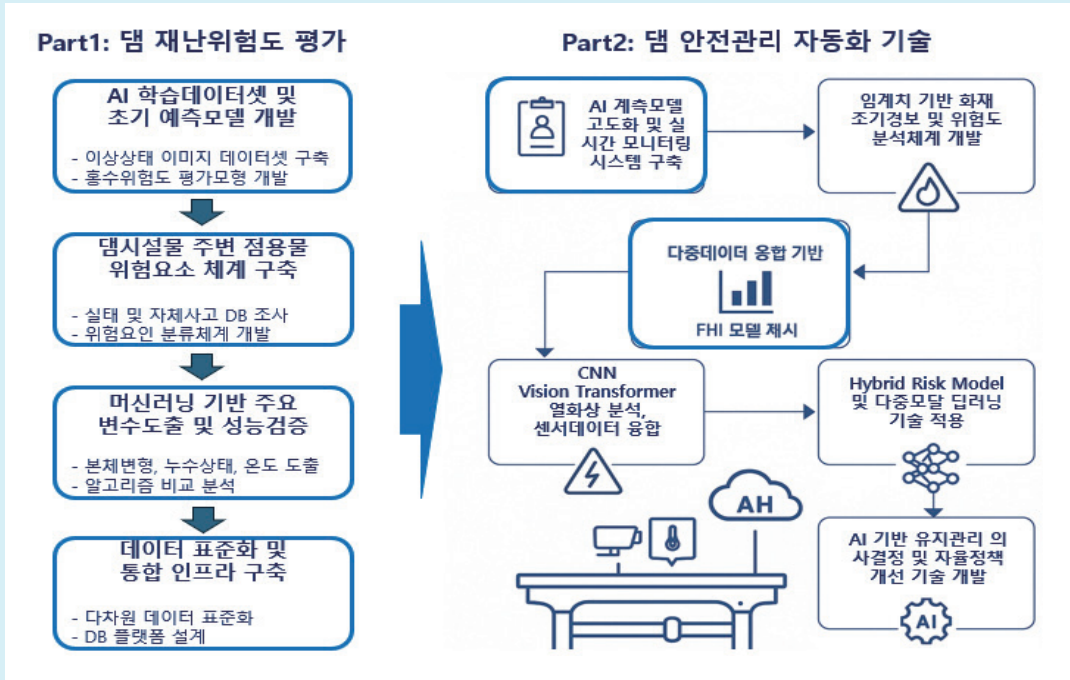 Part1: 댐 재난위험도 평가
AI 학습데이터셋 및
초기 예측모델 개발
- 이상상태 이미지 데이터셋 구축
- 홍수위험도 평가모형 개발
댐시설물 주변 점용물
위험요소 체계 구축
- 실태 및 자체사고 DB 조사
- 위험요인 분류체계 개발
머신러닝 기반 주요
변수도출 및 성능검증
- 본체변형, 누수상태, 온도 도출
- 알고리즘 비교 분석
데이터 표준화 및
통합 인프라 구축
- 다차원 데이터 표준화
- DB 플랫폼 설계
Part2: 댐 안전관리 자동화 기술
AI 계측모델
고도화 및 실
시간 모니터링
시스템 구축
임계치 기반 화재
조기경보 및 위험도
분석체계 개발
다중데이더 융합 기반
FHI 모델 제시
CNN
Vision Transformer
열화상 분석,
센서데이터 융합
Hybrid Risk Model
및 다중모달 딥러닝
기술 적용
AH
AI 기반 유지관리 의
사결정 및 자율정책
개선 기술 개발
AI